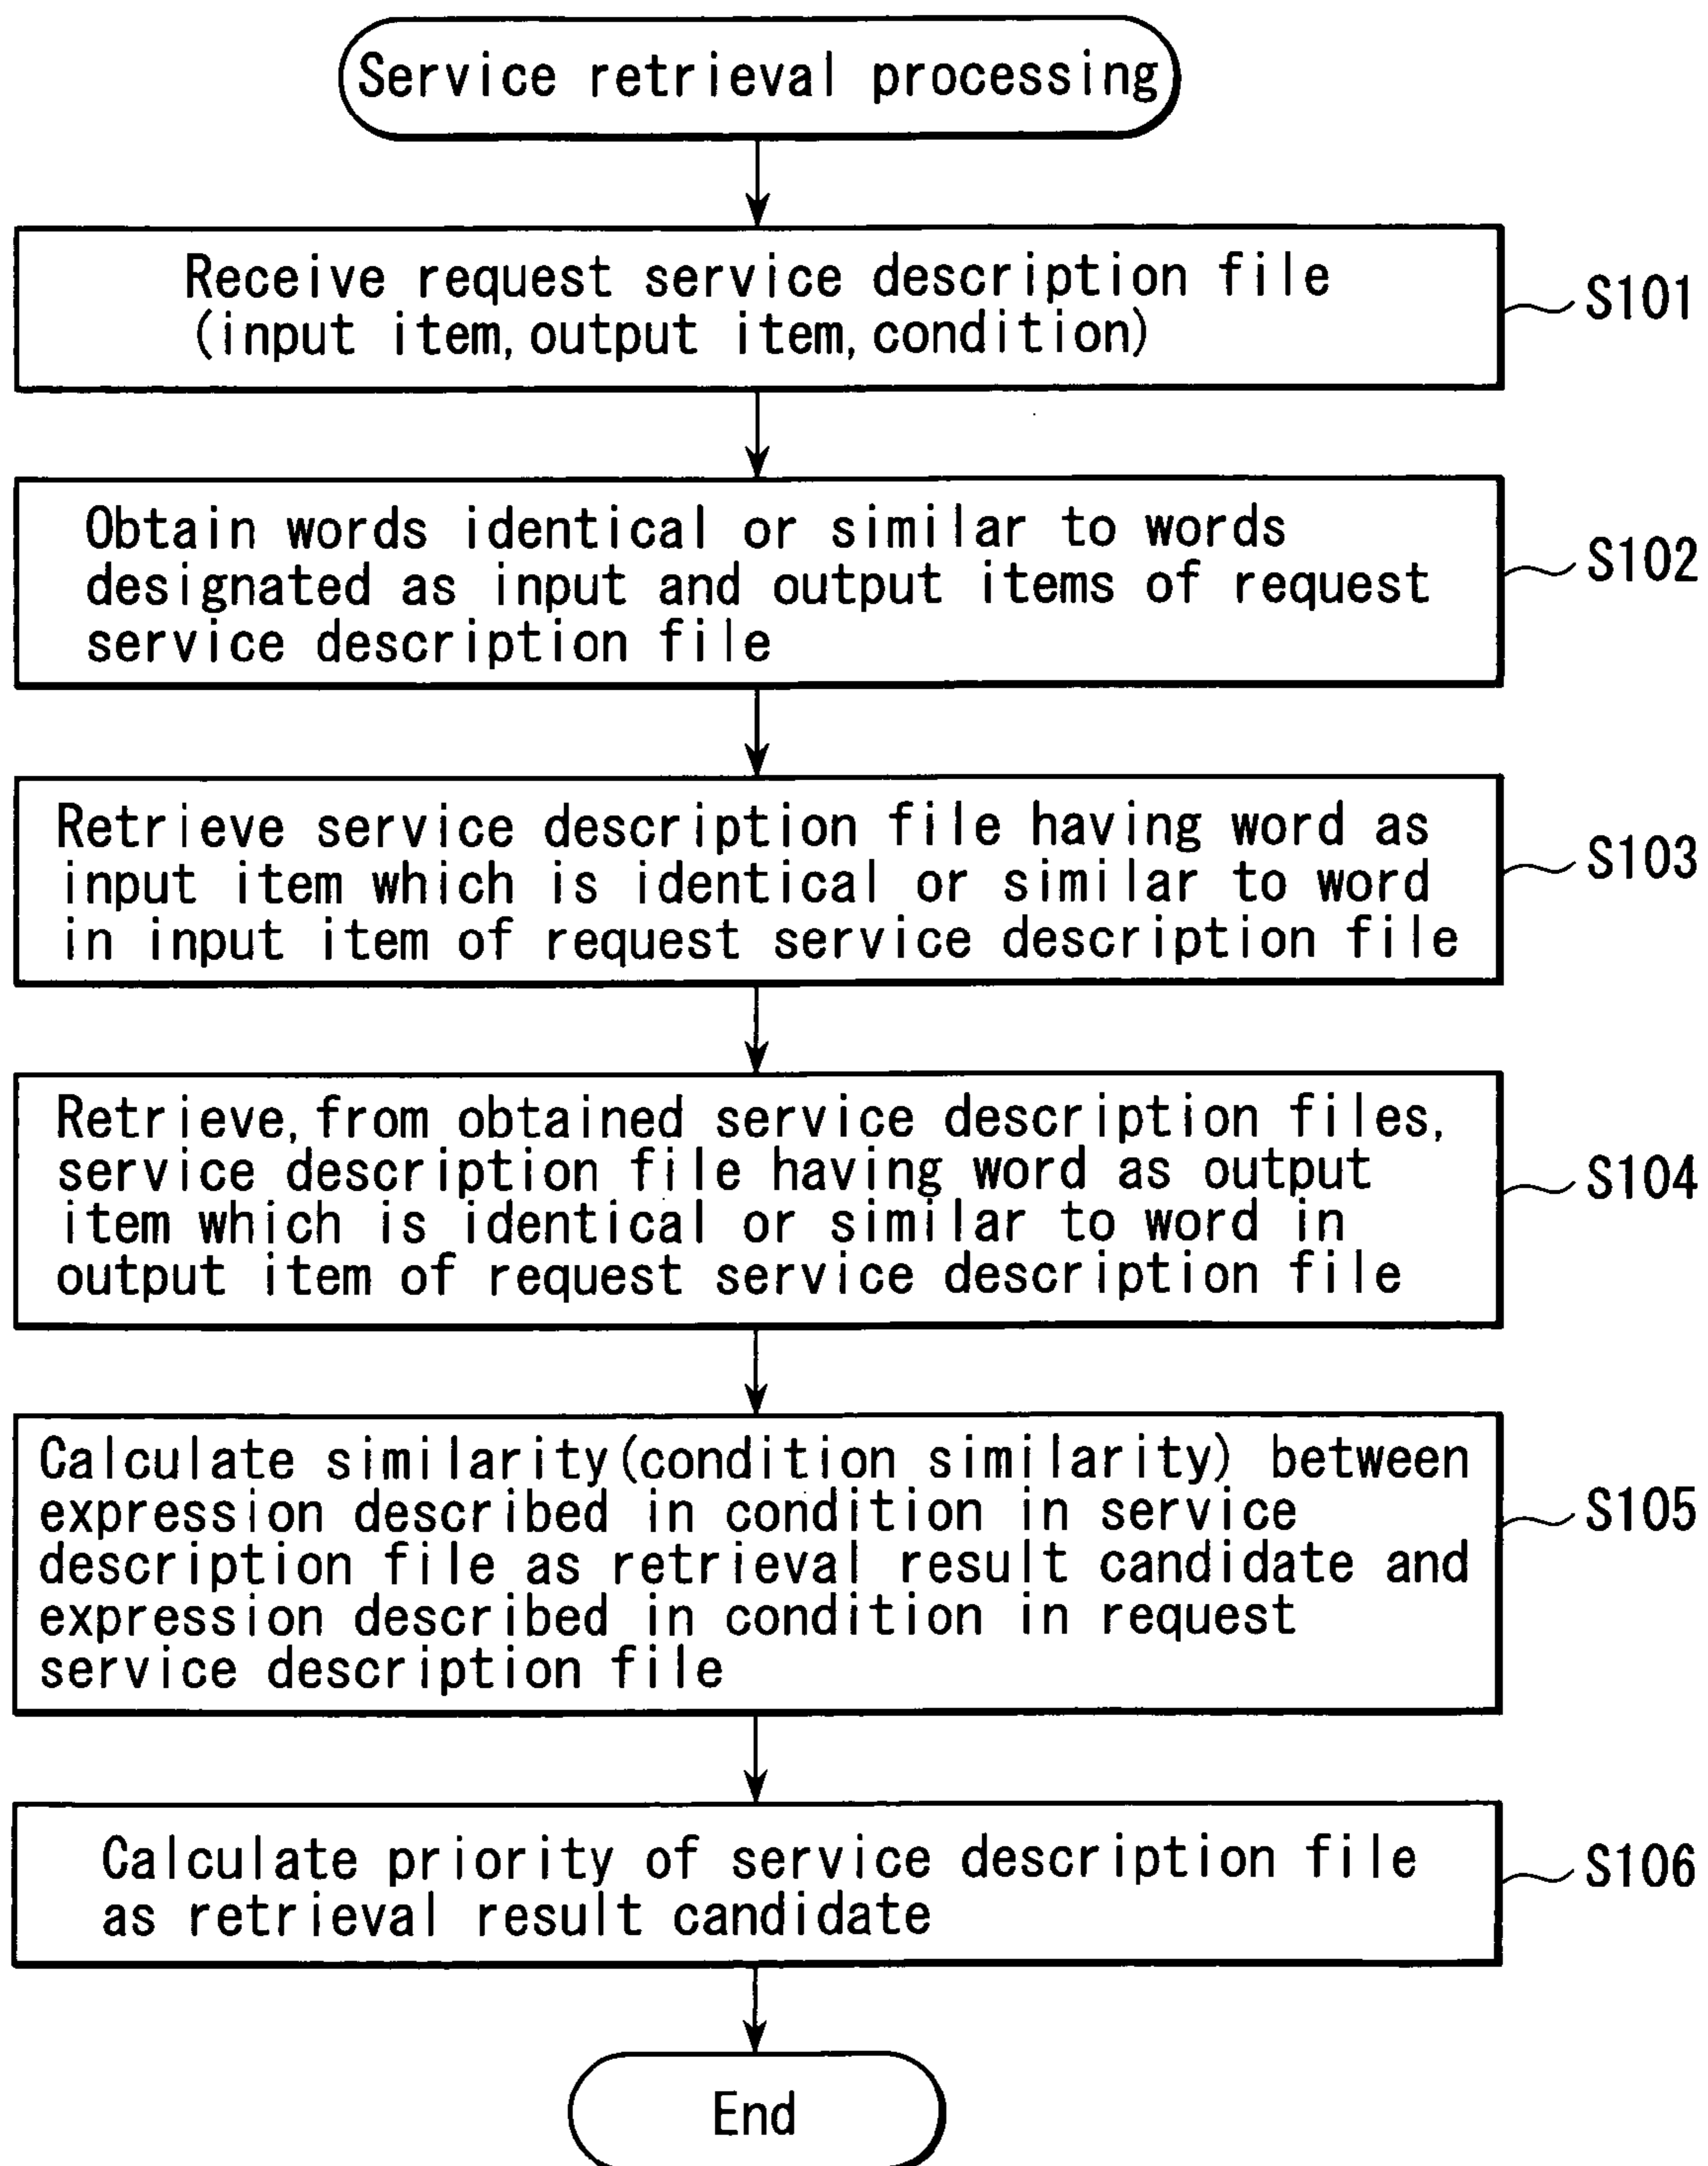 Service retrieval processing
Receive request service description file
(input item, output item, condition)
S101
Obtain words identical or similar to words
designated as input and output items of request
service description file
S102
Retrieve service description file having word as
input item which is identical or similar to word
in input item of request service description file
S103
Retrieve, from obtained service description files,
service description file having word as output
item which is identical or similar to word in
output item of request service description file
S104
Calculate similarity (condition similarity) between
expression described in condition in service
description file as retrieval result candidate and
expression described in condition in request
service description file
S105
Calculate priority of service description file
as retrieval result candidate
S106
End